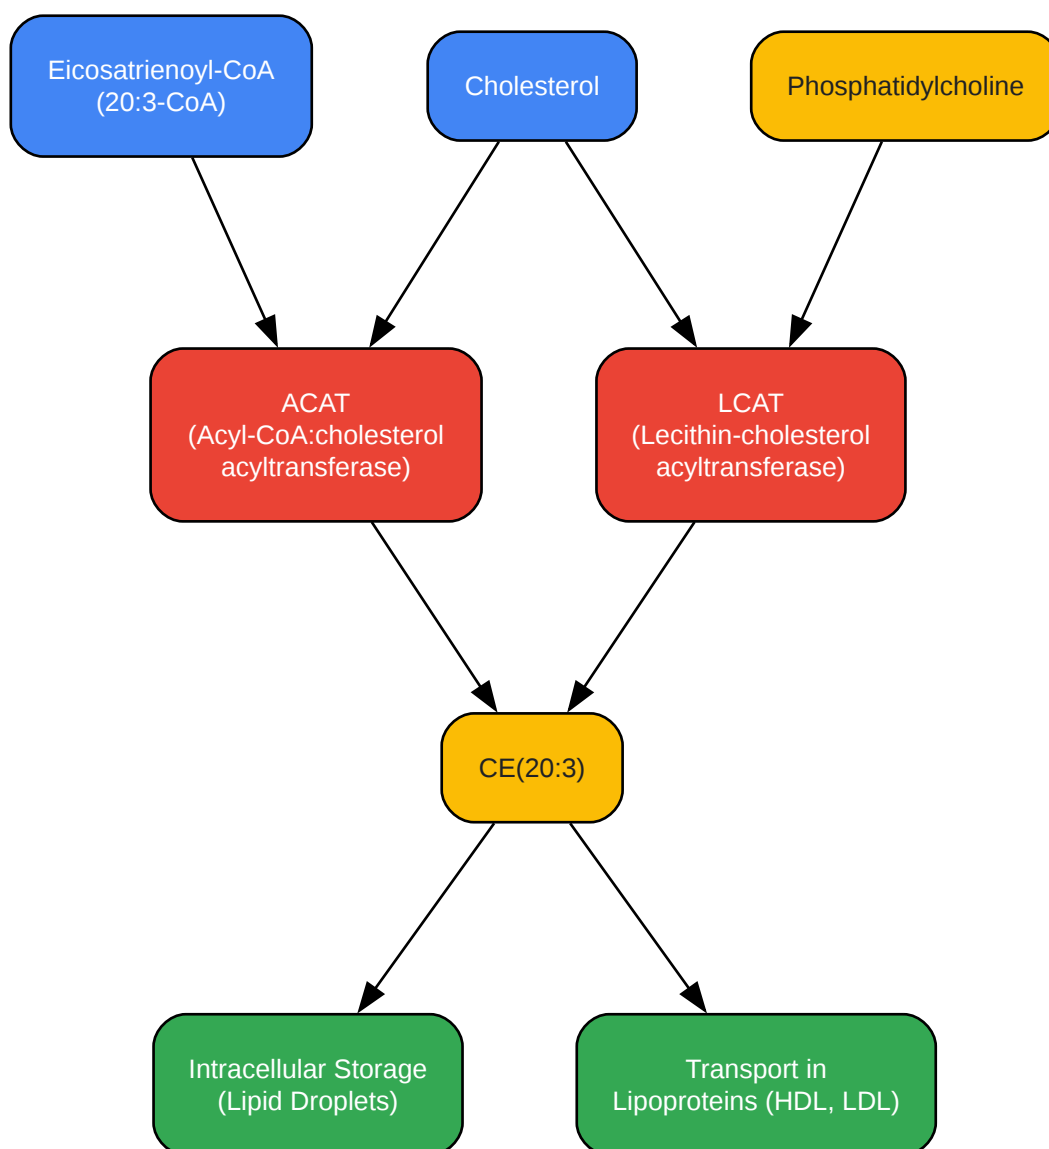 Eicosatrienoyl-CoA
(20:3-CoA)
Cholesterol
Phosphatidylcholine
ACAT
(Acyl-CoA:cholesterol
acyltransferase)
LCAT
(Lecithin-cholesterol
acyltransferase)
CE(20:3)
Intracellular Storage
(Lipid Droplets)
Transport in
Lipoproteins (HDL, LDL)